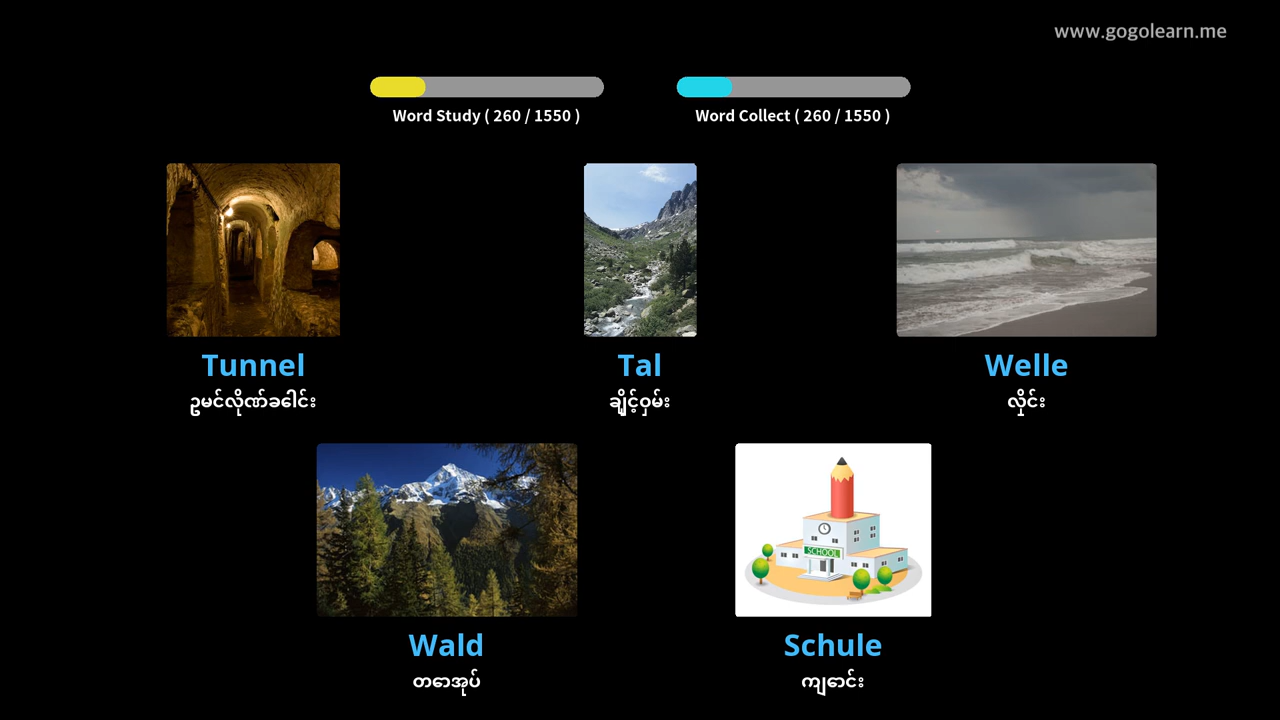 www.gogolearn.me
Word Study ( 260 / 1550 )
Word Collect ( 260 / 1550 )
Tunnel
ဥမင်လိုဏ်ခေါင်း
Tal
ချိုင့်ဝှမ်း
Welle
လှိုင်း
Wald
တောအုပ်
SCHOOL
Schule
ကျောင်း